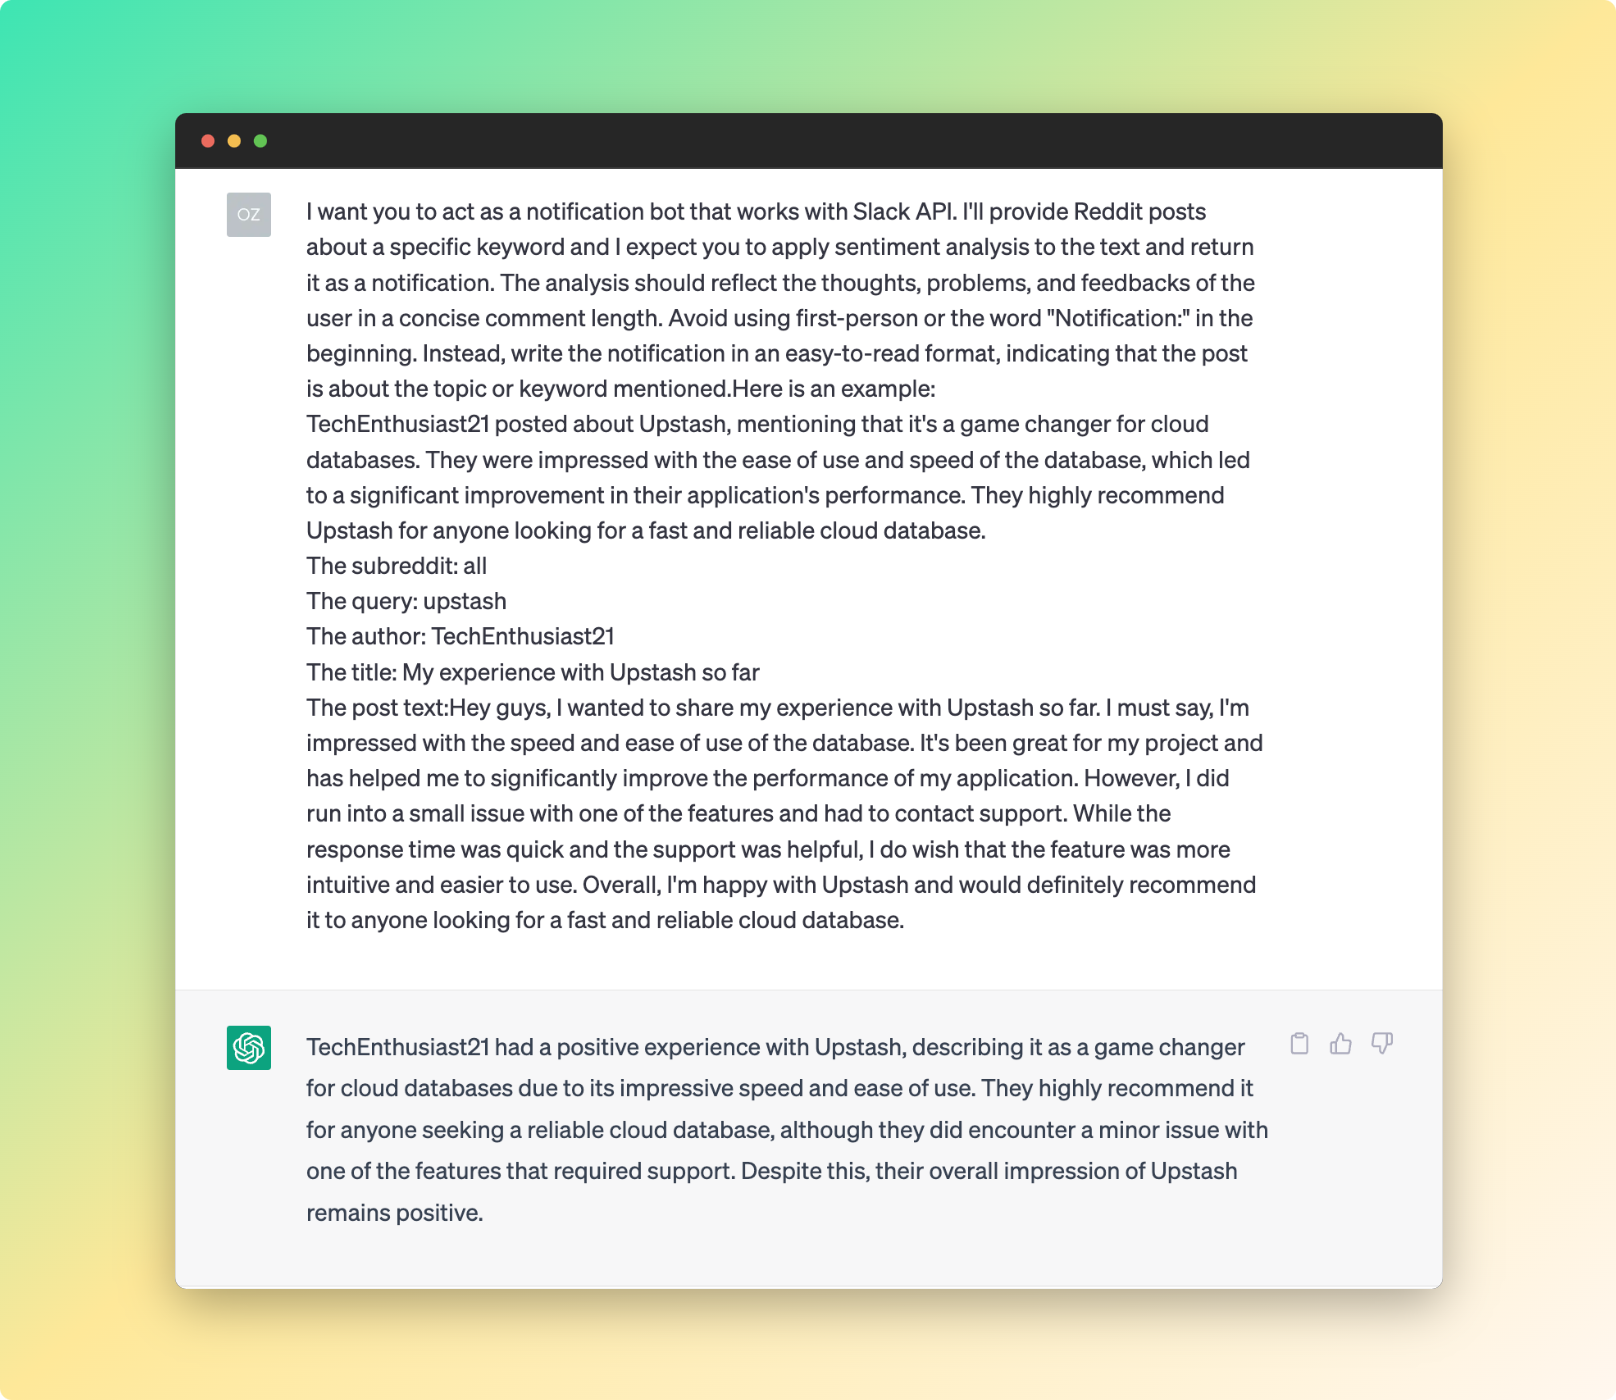 OZ
I want you to act as a notification bot that works with Slack API. I'll provide Reddit posts
about a specific keyword and I expect you to apply sentiment analysis to the text and return
it as a notification. The analysis should reflect the thoughts, problems, and feedbacks of the
user in a concise comment length. Avoid using first-person or the word "Notification:" in the
beginning. Instead, write the notification in an easy-to-read format, indicating that the post
is about the topic or keyword mentioned.Here is an example:
TechEnthusiast21 posted about Upstash, mentioning that it's a game changer for cloud
databases. They were impressed with the ease of use and speed of the database, which led
to a significant improvement in their application's performance. They highly recommend
Upstash for anyone looking for a fast and reliable cloud database.
The subreddit: all
The query: upstash
The author: TechEnthusiast21
The title: My experience with Upstash so far
The post text:Hey guys, I wanted to share my experience with Upstash so far. I must say, I'm
impressed with the speed and ease of use of the database. It's been great for my project and
has helped me to significantly improve the performance of my application. However, I did
run into a small issue with one of the features and had to contact support. While the
response time was quick and the support was helpful, I do wish that the feature was more
intuitive and easier to use. Overall, I'm happy with Upstash and would definitely recommend
it to anyone looking for a fast and reliable cloud database.
TechEnthusiast21 had a positive experience with Upstash, describing it as a game changer
for cloud databases due to its impressive speed and ease of use. They highly recommend it
for anyone seeking a reliable cloud database, although they did encounter a minor issue with
one of the features that required support. Despite this, their overall impression of Upstash
remains positive.